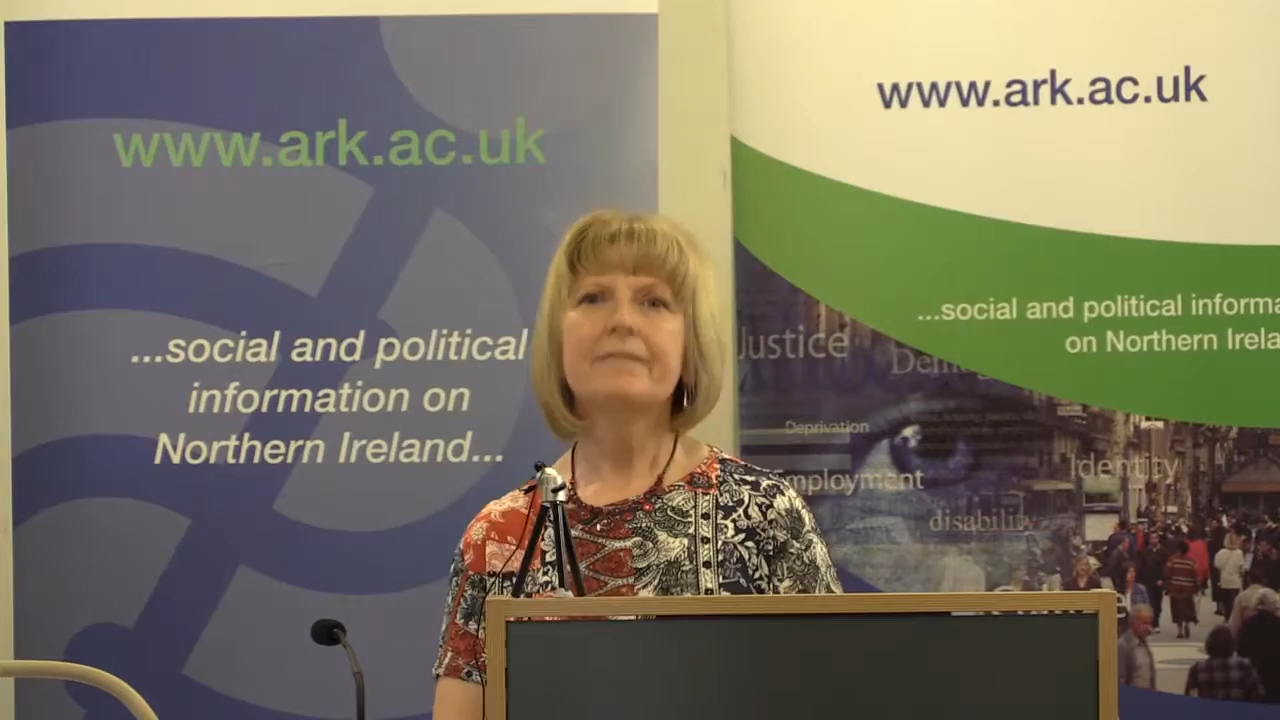 www.ark.ac.uk
...social and political
information on
Northern Ireland...
www.ark.ac.uk
...social and political informa
on Northern Irela
Justice
Deprivation
mployment
Identity
disability